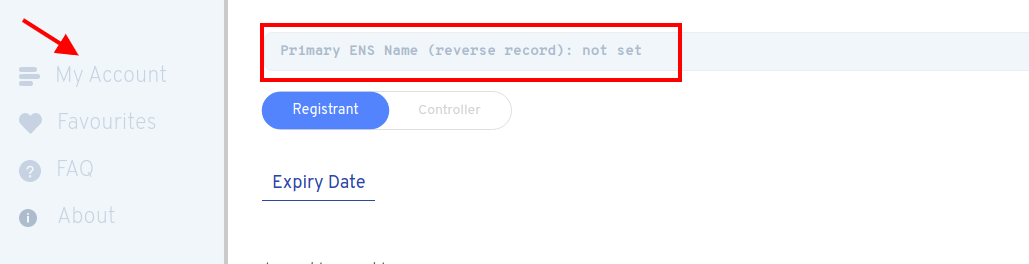 My Account
Favourites
FAQ
About
Primary ENS Name (reverse record): not set
Registrant
Controller
Expiry Date